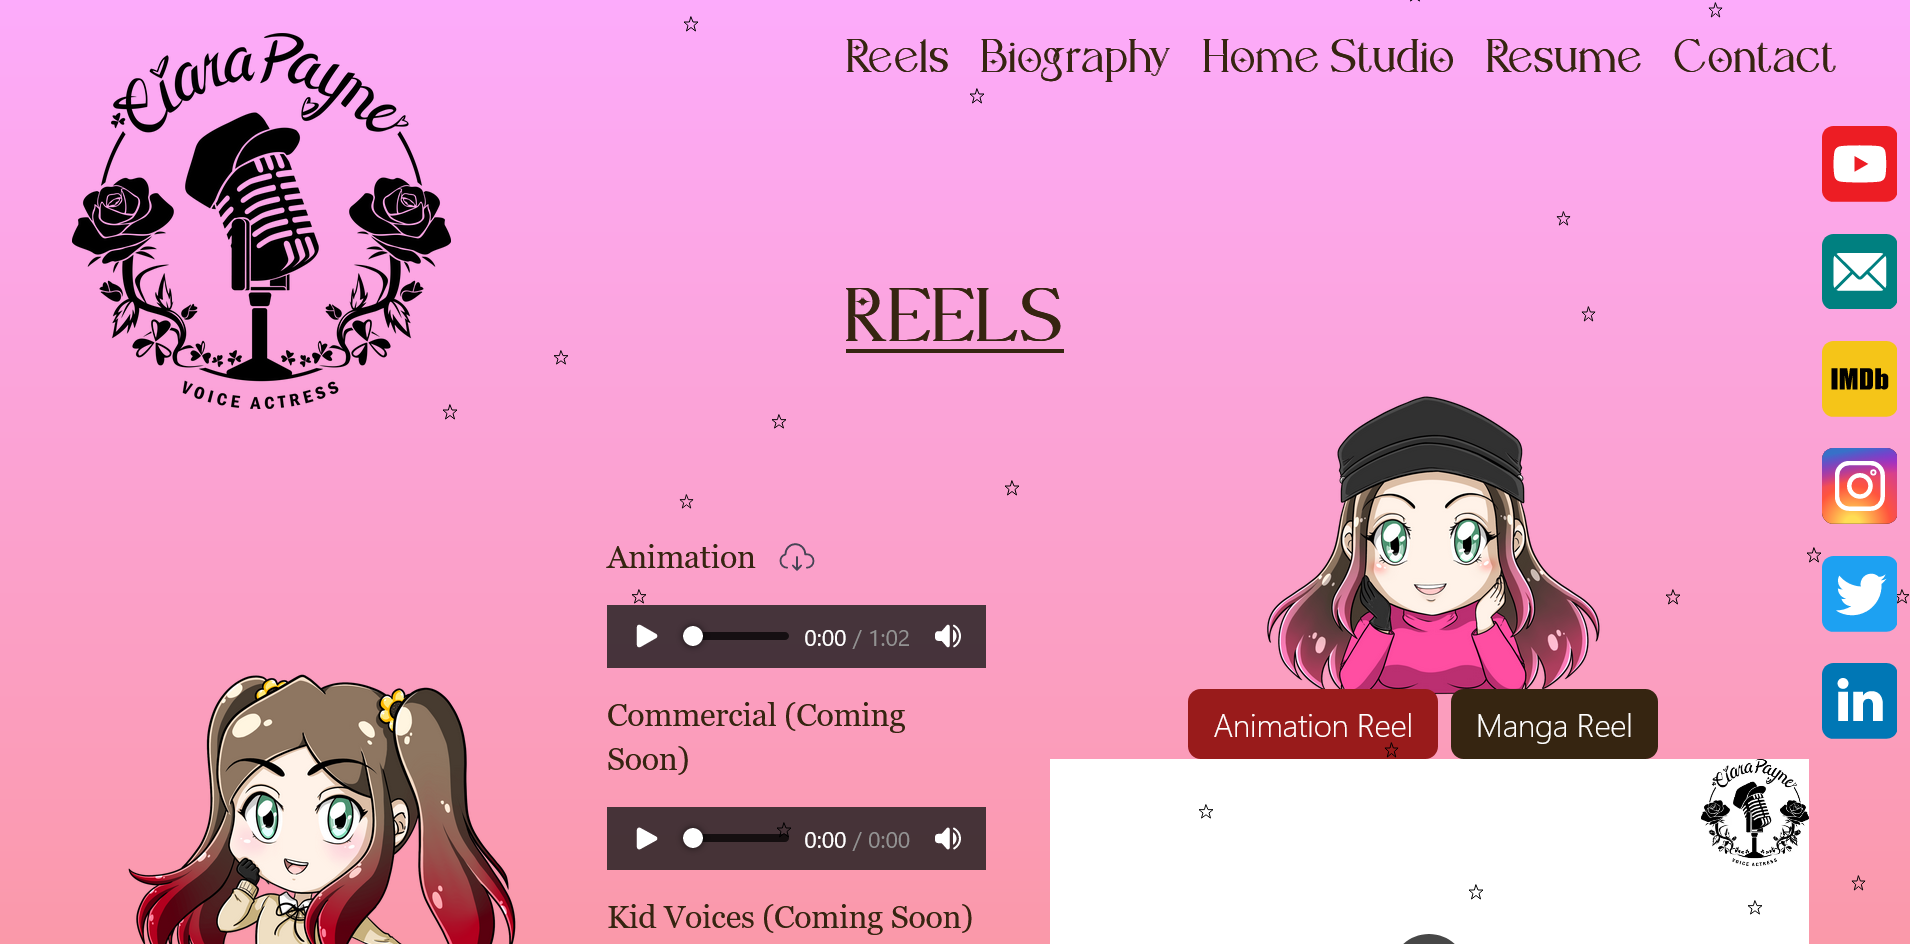 Ciara Payne
VOICE ACTRESS
Reels Biography Home Studio Resume Contact
REELS
IMDb
in
Animation
0:00 / 1:02
Commercial (Coming
Soon)
0:00 / 0:00
Kid Voices (Coming Soon)
Animation Reel Manga Reel
Ciara Payne
VOICE ACTRESS